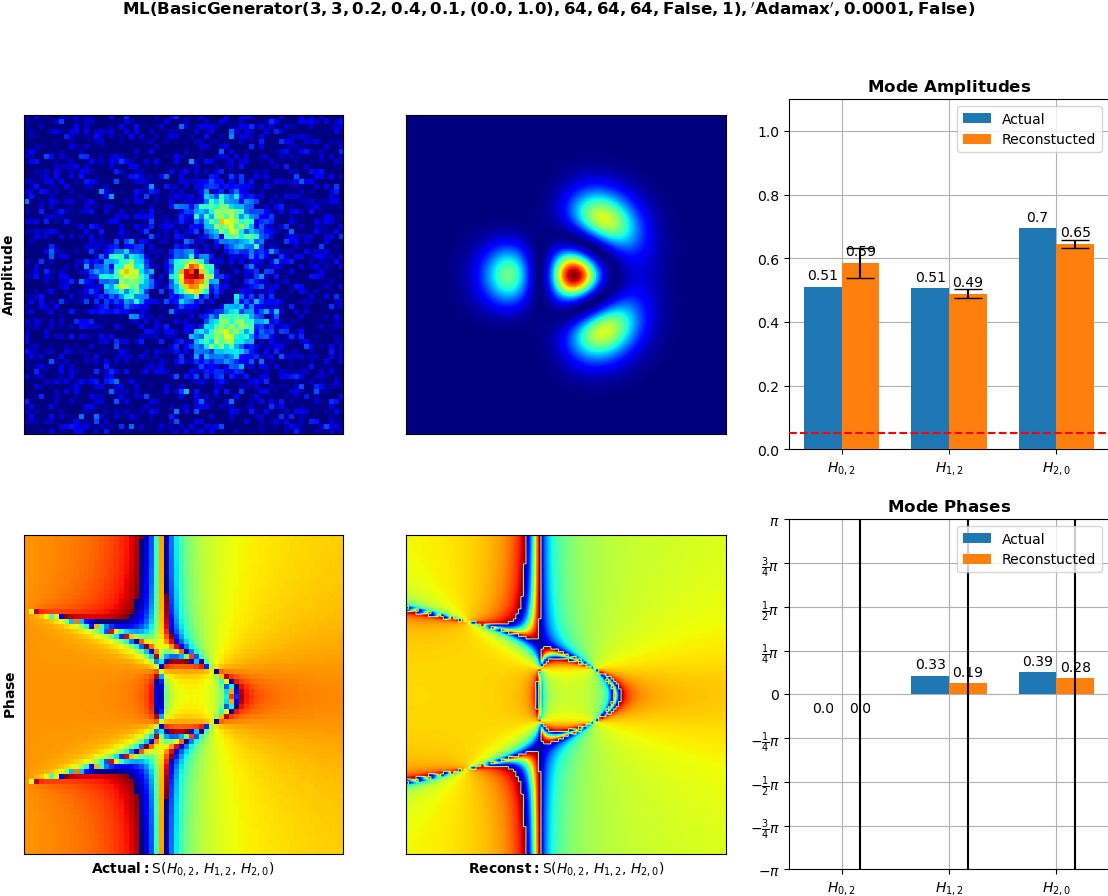 ML(BasicGenerator(3, 3, 0.2, 0.4, 0.1, (0.0, 1.0), 64, 64, 64, False, 1), ′Adamax′, 0.0001, False)
Mode Amplitudes
Actual
Reconstucted
1.0
0.8
0.6
0.4
0.2
0.0
0.51
0.59
0.51
0.49
0.7
0.65
H0, 2
H1, 2
H2, 0
Amplitude
Mode Phases
Actual
Reconstucted
π
3/4π
1/2π
1/4π
0
−1/4π
−1/2π
−3/4π
−π
0.0
0.0
0.33
0.19
0.39
0.28
H0, 2
H1, 2
H2, 0
Phase
Actual: S(H0, 2, H1, 2, H2, 0)
Reconst: S(H0, 2, H1, 2, H2, 0)